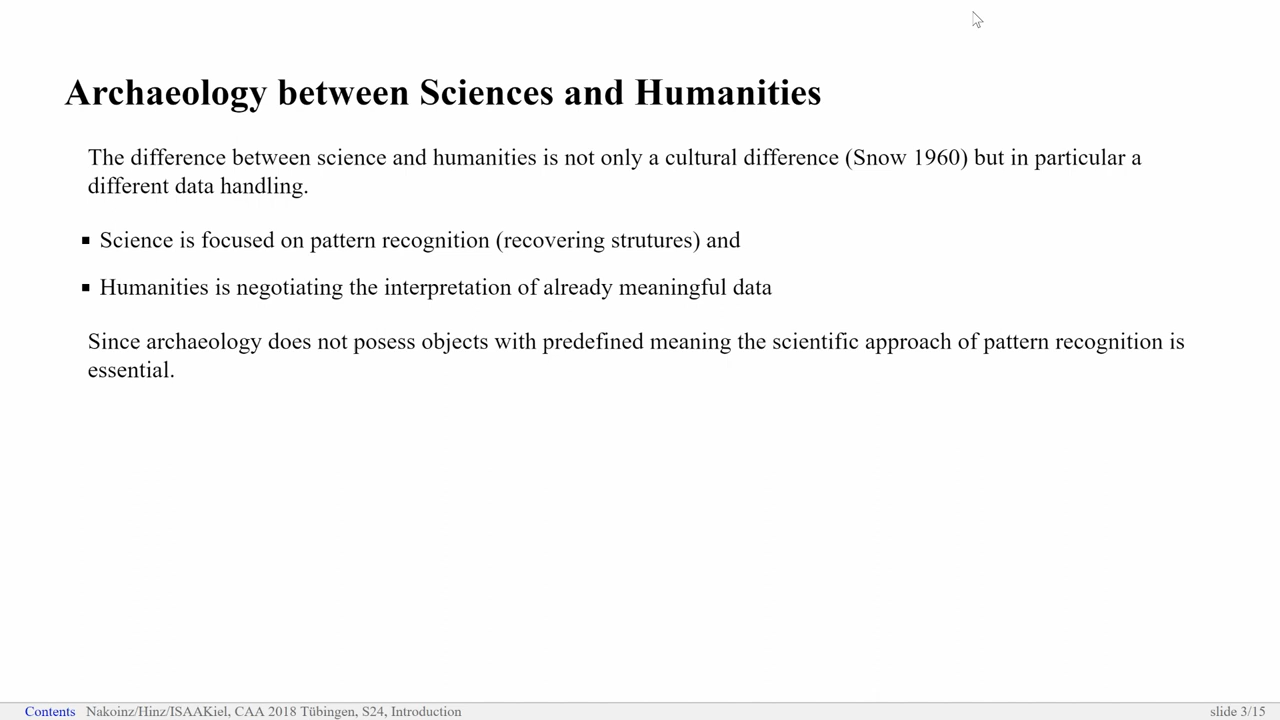 Archaeology between Sciences and Humanities
The difference between science and humanities is not only a cultural difference (Snow 1960) but in particular a
different data handling.
Science is focused on pattern recognition (recovering strutures) and
Humanities is negotiating the interpretation of already meaningful data
Since archaeology does not posess objects with predefined meaning the scientific approach of pattern recognition is
essential.
Contents Nakoinz/Hinz/ISAAKiel, CAA 2018 Tübingen, S24, Introduction slide 3/15